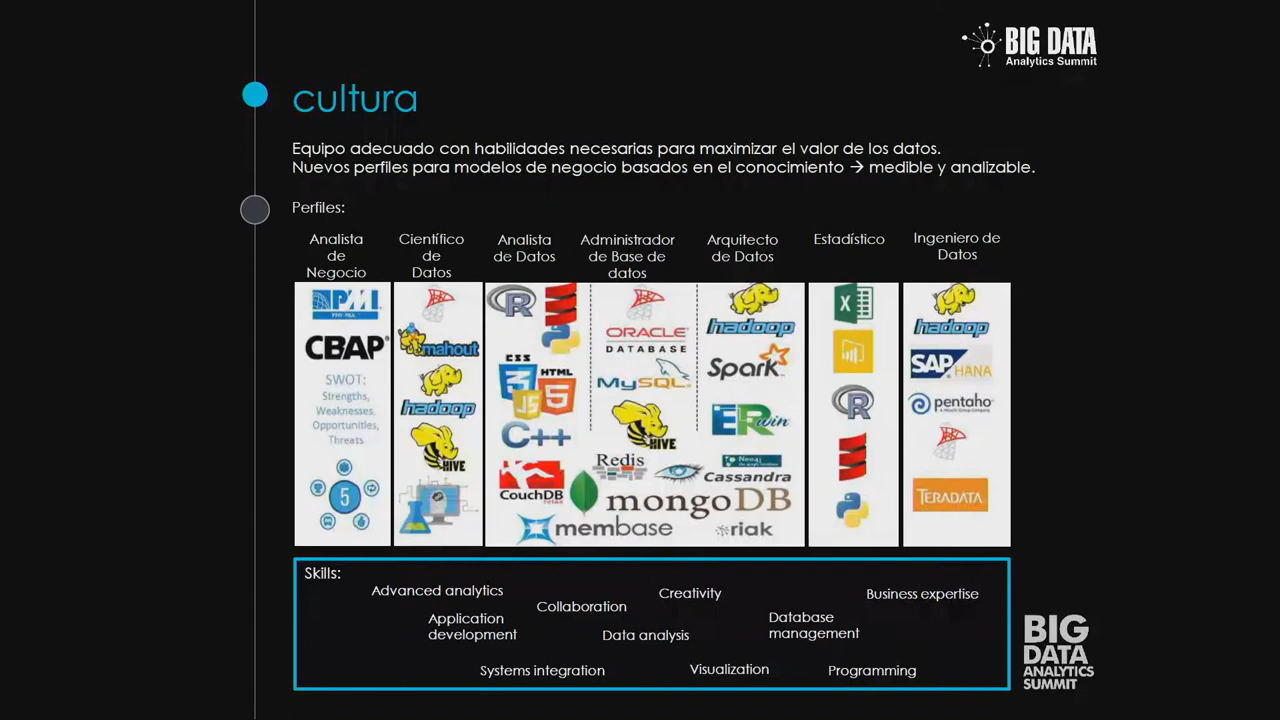 BIG DATA
Analytics Summit
cultura
Equipo adecuado con habilidades necesarias para maximizar el valor de los datos.
Nuevos perfiles para modelos de negocio basados en el conocimiento → medible y analizable.
Perfiles:
Analista
de
Negocio
Científico
de
Datos
Analista
de Datos
Administrador
de Base de
datos
Arquitecto
de Datos
Estadístico
Ingeniero de
Datos
PMI
CBAP®
SWOT:
Strengths,
Weaknesses,
Opportunities,
Threats
5
mahout
hadoop
HIVE
R
CSS
3
JS
HTML
5
C++
CouchDB
relax
ORACLE
DATABASE
MySQL
HIVE
Redis
mongoDB
membase
hadoop
Spark
ERwin
Cassandra
riak
X
R
hadoop
SAP HANA
pentaho
TERADATA
Skills:
Advanced analytics
Creativity
Business expertise
Collaboration
Application
development
Data analysis
Database
management
Systems integration
Visualization
Programming
BIG
DATA
ANALYTICS
SUMMIT